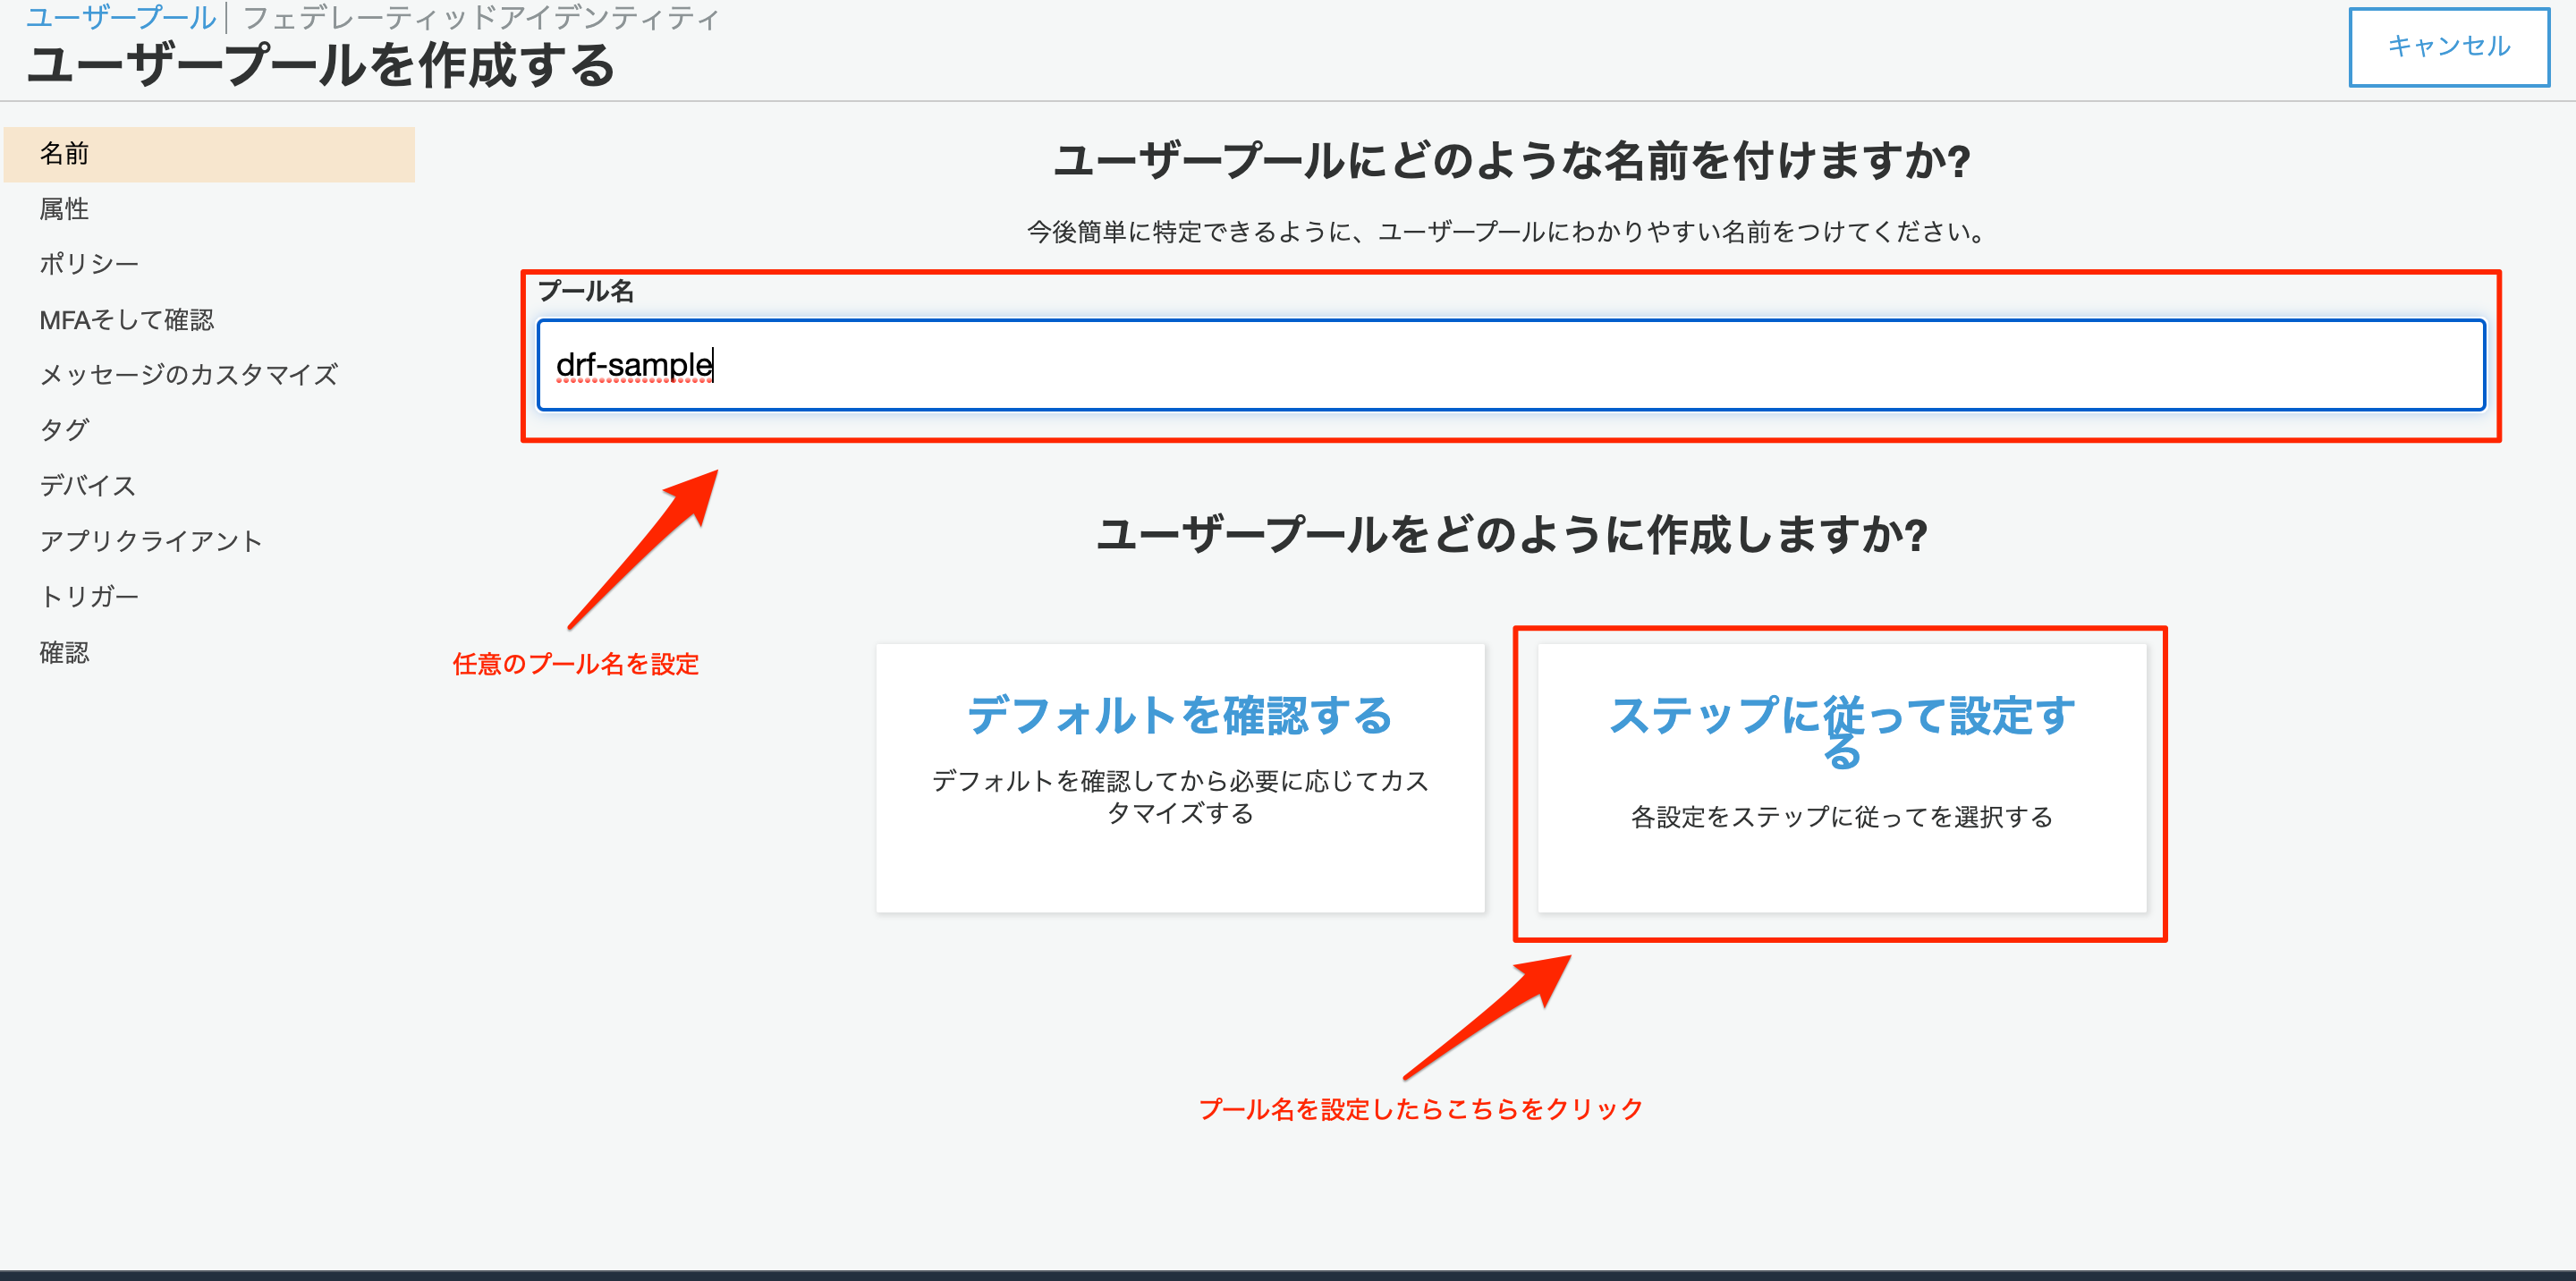 ユーザープール | フェデレーティッドアイデンティティ
ユーザープールを作成する
キャンセル
名前
属性
ポリシー
MFAそして確認
メッセージのカスタマイズ
タグ
デバイス
アプリクライアント
トリガー
確認
ユーザープールにどのような名前を付けますか?
今後簡単に特定できるように、ユーザープールにわかりやすい名前をつけてください。
プール名
drf-sample
任意のプール名を設定
ユーザープールをどのように作成しますか?
デフォルトを確認する
デフォルトを確認してから必要に応じてカス
タマイズする
ステップに従って設定す
る
各設定をステップに従ってを選択する
プール名を設定したらこちらをクリック